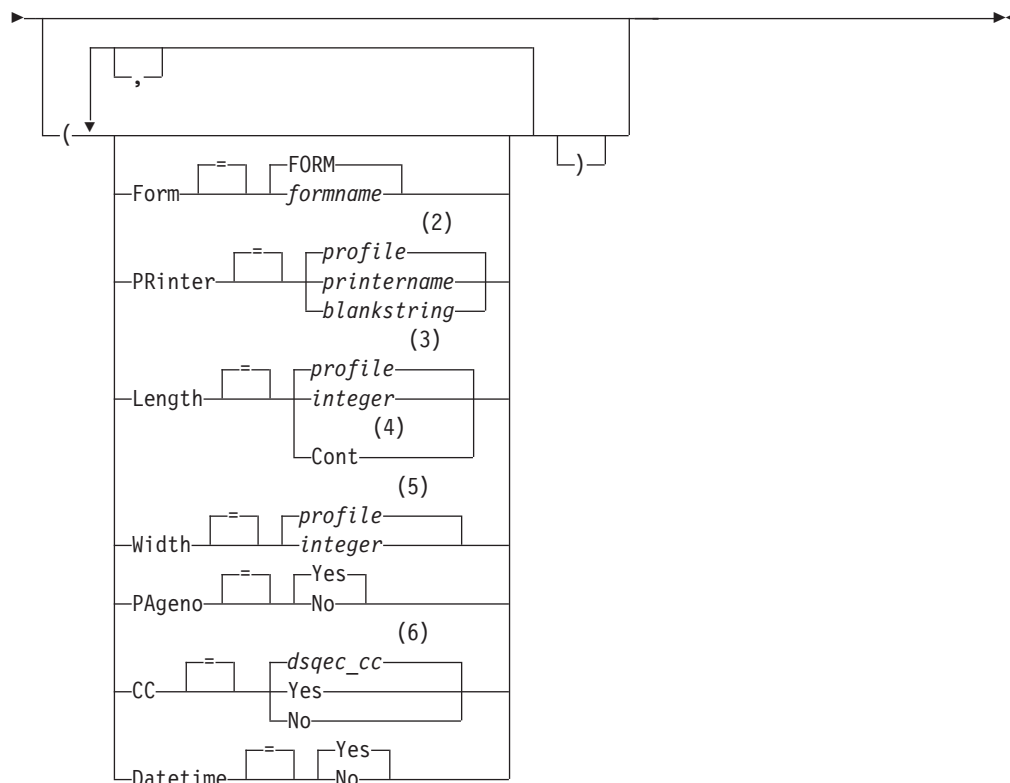 ,
(
)
= FORM
Form formname
(2)
= profile
PRinter printername
blankstring
(3)
= profile
Length integer
(4)
Cont
(5)
= profile
Width integer
= Yes
PAgeno No
(6)
= dsqec_cc
CC Yes
No
= Yes
Datetime No